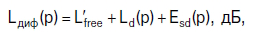 Lдиф(p) = L′free + Ld(p) + Esd(p), дБ,